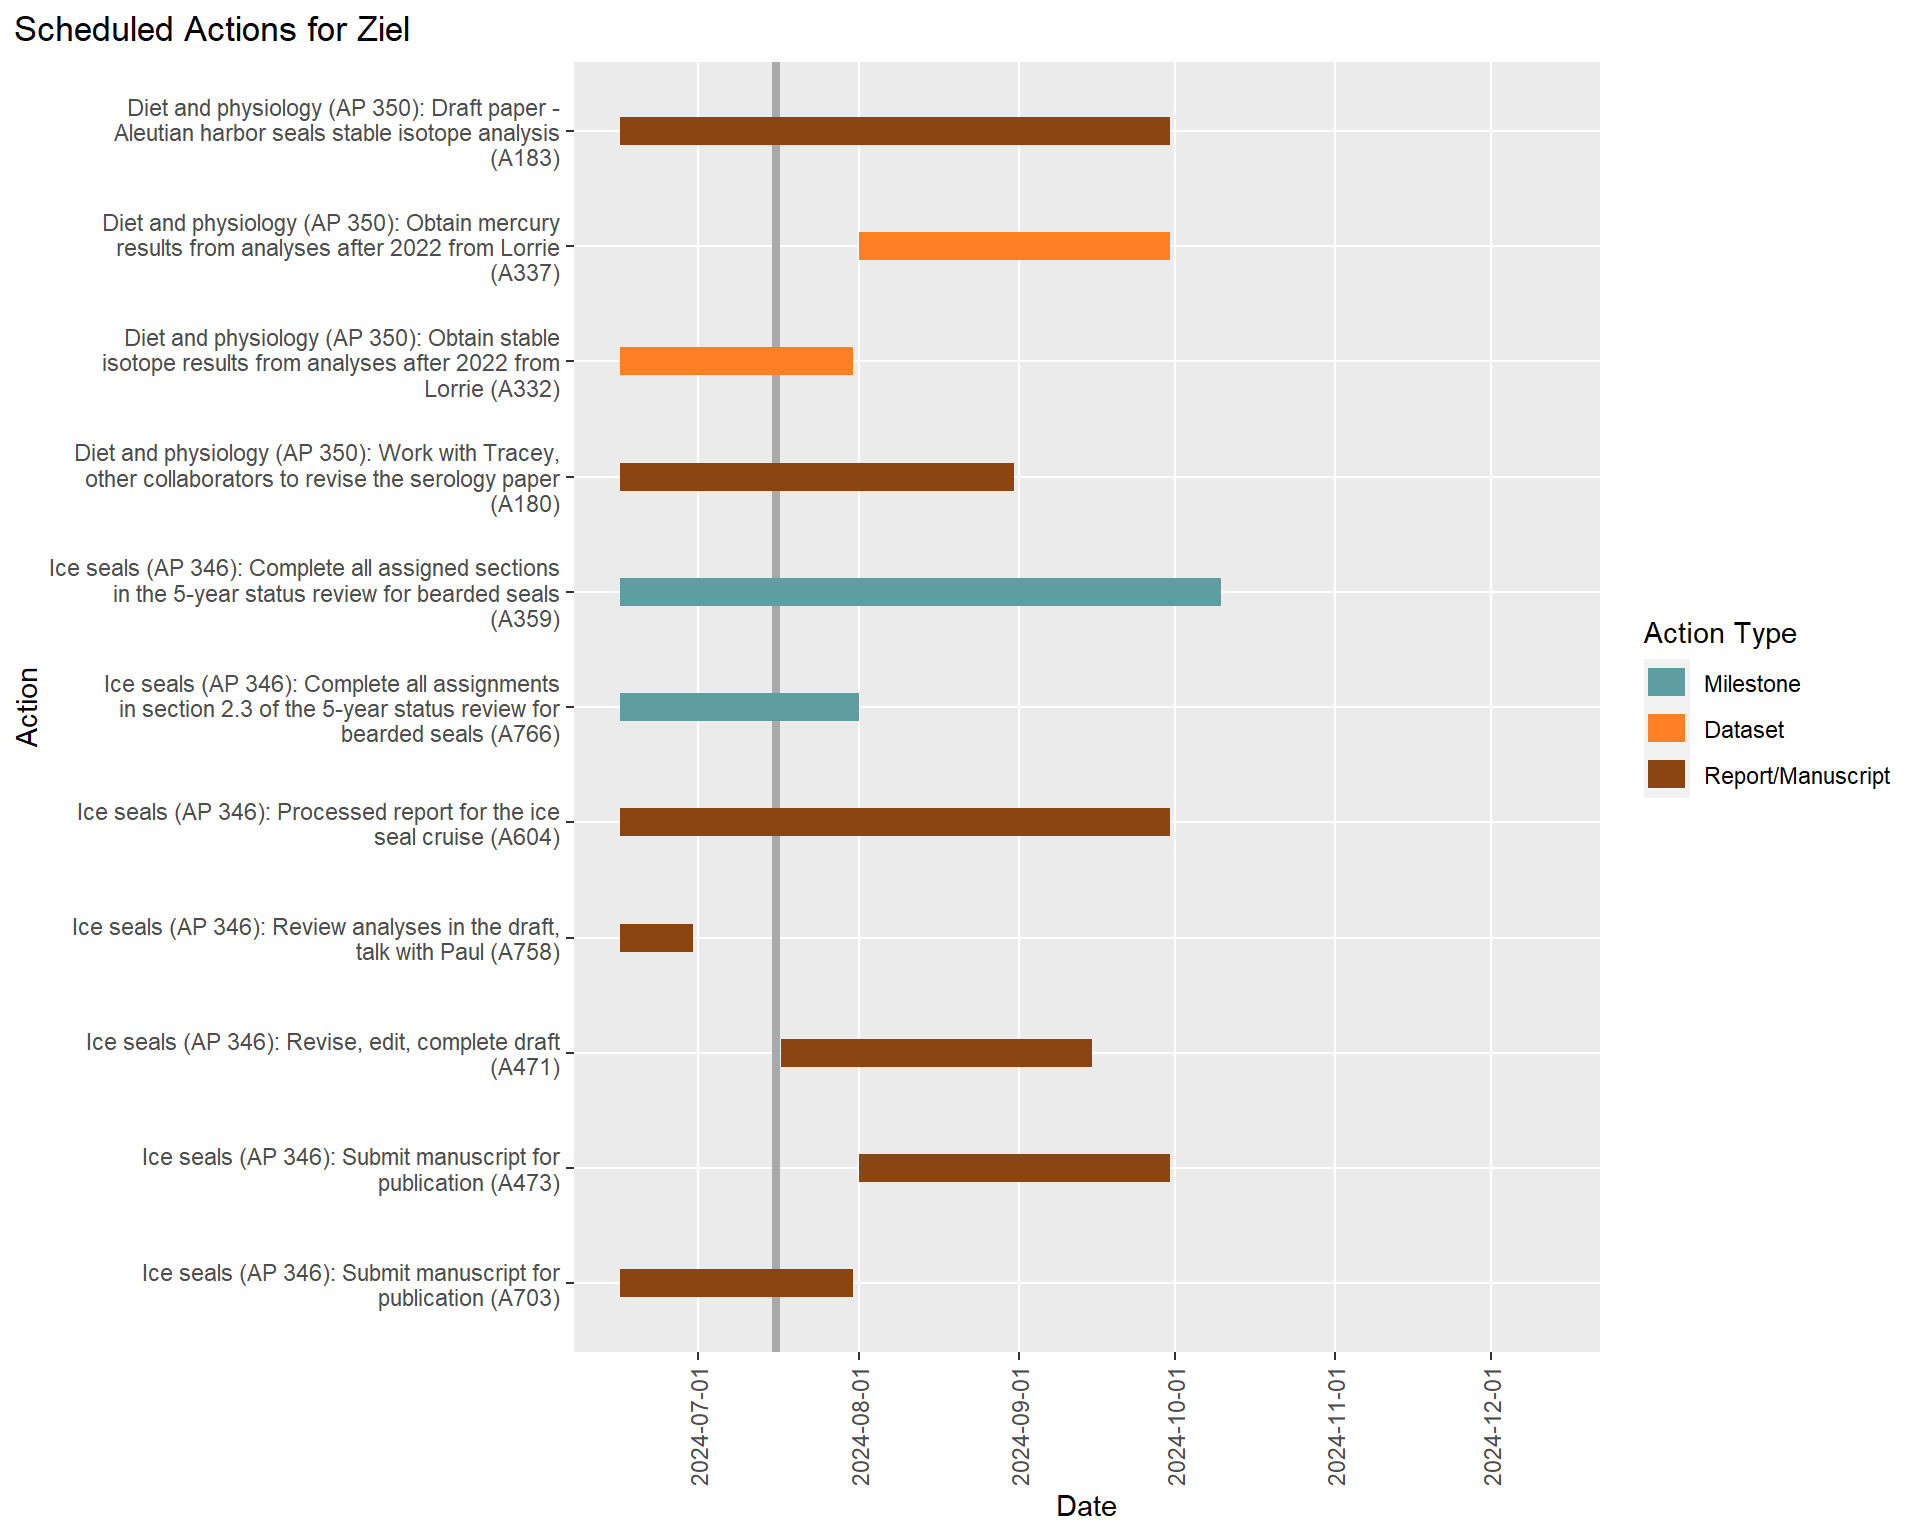 Scheduled Actions for Ziel
Diet and physiology (AP 350): Draft paper -
Aleutian harbor seals stable isotope analysis
(A183)
Diet and physiology (AP 350): Obtain mercury
results from analyses after 2022 from Lorrie
(A337)
Diet and physiology (AP 350): Obtain stable
isotope results from analyses after 2022 from
Lorrie (A332)
Diet and physiology (AP 350): Work with Tracey,
other collaborators to revise the serology paper
(A180)
Ice seals (AP 346): Complete all assigned sections
in the 5-year status review for bearded seals
(A359)
Ice seals (AP 346): Complete all assignments
in section 2.3 of the 5-year status review for
bearded seals (A766)
Ice seals (AP 346): Processed report for the ice
seal cruise (A604)
Ice seals (AP 346): Review analyses in the draft,
talk with Paul (A758)
Ice seals (AP 346): Revise, edit, complete draft
(A471)
Ice seals (AP 346): Submit manuscript for
publication (A473)
Ice seals (AP 346): Submit manuscript for
publication (A703)
Action
2024-07-01
2024-08-01
2024-09-01
2024-10-01
2024-11-01
2024-12-01
Date
Action Type
Milestone
Dataset
Report/Manuscript